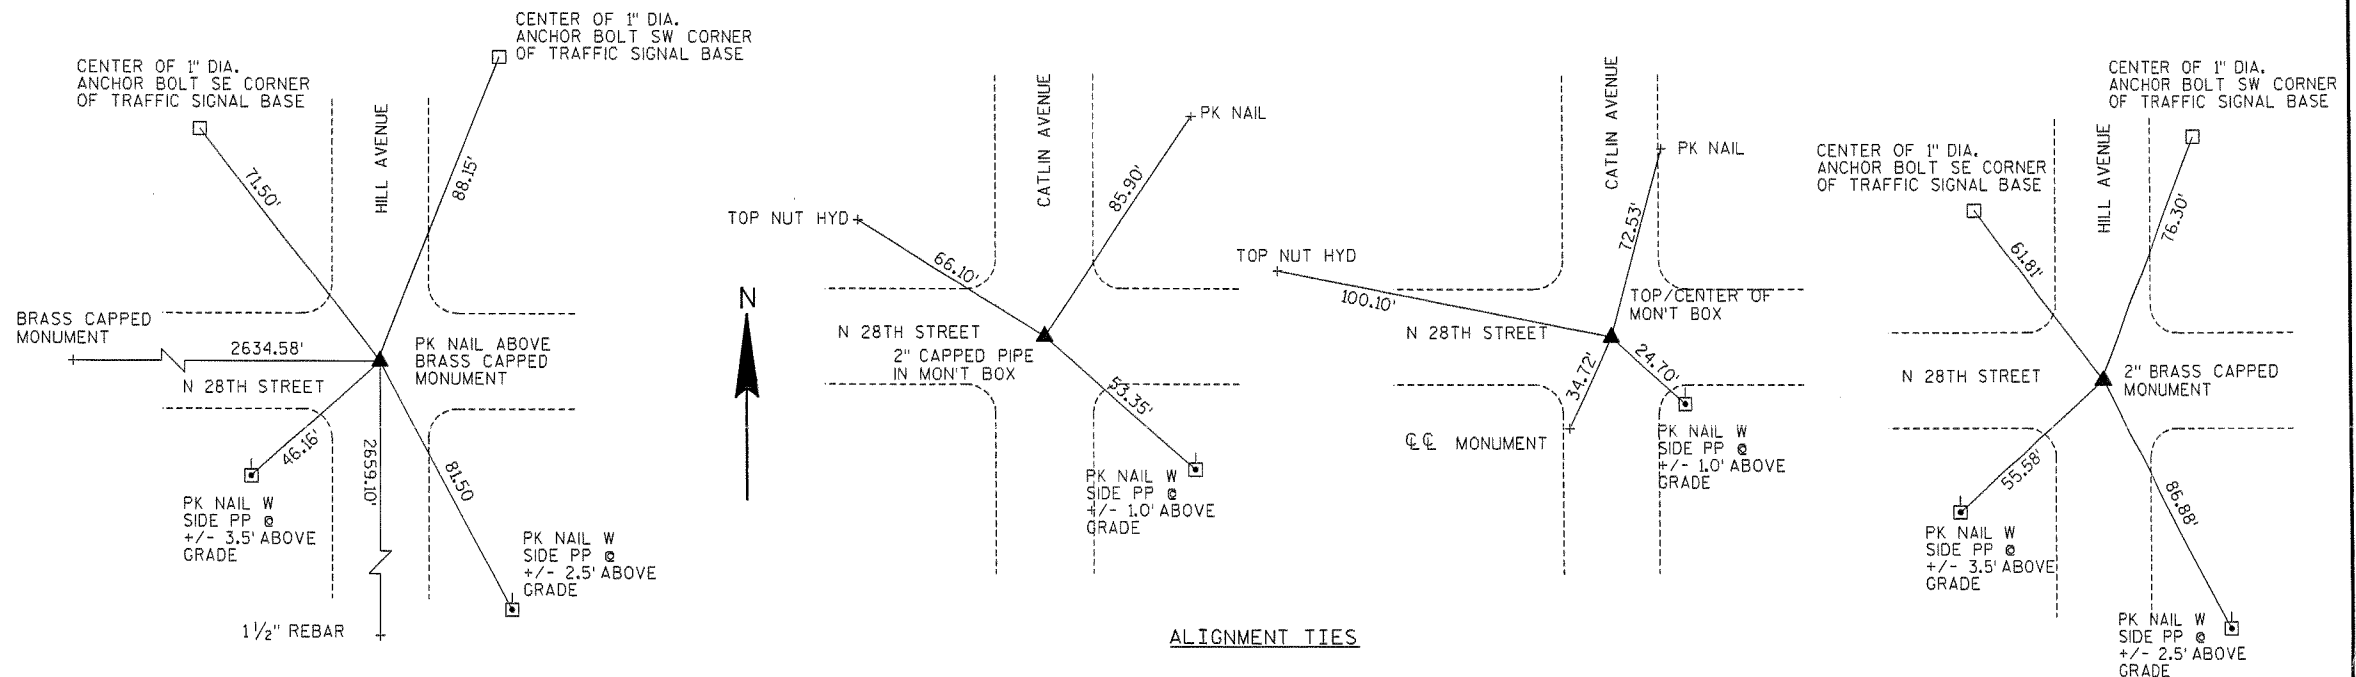 CENTER OF 1" DIA.
ANCHOR BOLT SE CORNER
OF TRAFFIC SIGNAL BASE
CENTER OF 1" DIA.
ANCHOR BOLT SW CORNER
OF TRAFFIC SIGNAL BASE
HILL AVENUE
71.50'
88.15'
BRASS CAPPED
MONUMENT
2634.58'
PK NAIL ABOVE
BRASS CAPPED
MONUMENT
N 28TH STREET
46.16'
2659.10'
81.50
PK NAIL W
SIDE PP @
+/- 3.5' ABOVE
GRADE
PK NAIL W
SIDE PP @
+/- 2.5' ABOVE
GRADE
1 1/2" REBAR
N
CATLIN AVENUE
PK NAIL
85.90'
TOP NUT HYD
66.10'
N 28TH STREET
2" CAPPED PIPE
IN MON'T BOX
53.35'
PK NAIL W
SIDE PP @
+/- 1.0' ABOVE
GRADE
CATLIN AVENUE
PK NAIL
72.53'
TOP NUT HYD
100.10'
TOP/CENTER OF
MON'T BOX
N 28TH STREET
24.70'
34.72'
℄ ℄ MONUMENT
PK NAIL W
SIDE PP @
+/- 1.0' ABOVE
GRADE
CENTER OF 1" DIA.
ANCHOR BOLT SE CORNER
OF TRAFFIC SIGNAL BASE
CENTER OF 1" DIA.
ANCHOR BOLT SW CORNER
OF TRAFFIC SIGNAL BASE
HILL AVENUE
61.81'
76.30'
N 28TH STREET
2" BRASS CAPPED
MONUMENT
55.58'
86.88'
PK NAIL W
SIDE PP @
+/- 3.5' ABOVE
GRADE
PK NAIL W
SIDE PP @
+/- 2.5' ABOVE
GRADE
ALIGNMENT TIES